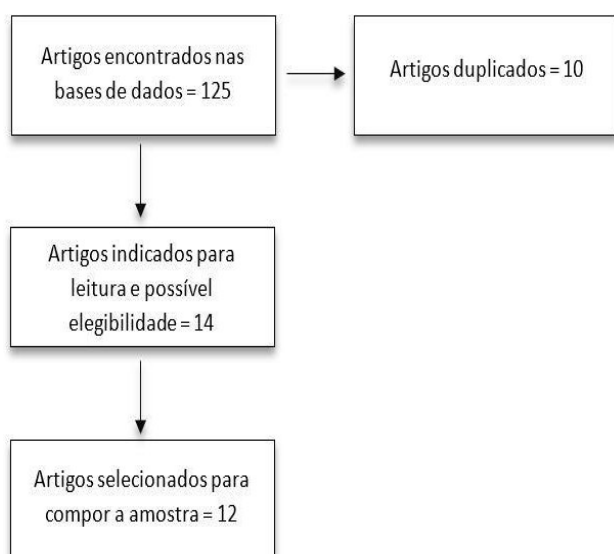 Artigos encontrados nas
bases de dados = 125
Artigos duplicados = 10
Artigos indicados para
leitura e possível
elegibilidade = 14
Artigos selecionados para
compor a amostra = 12